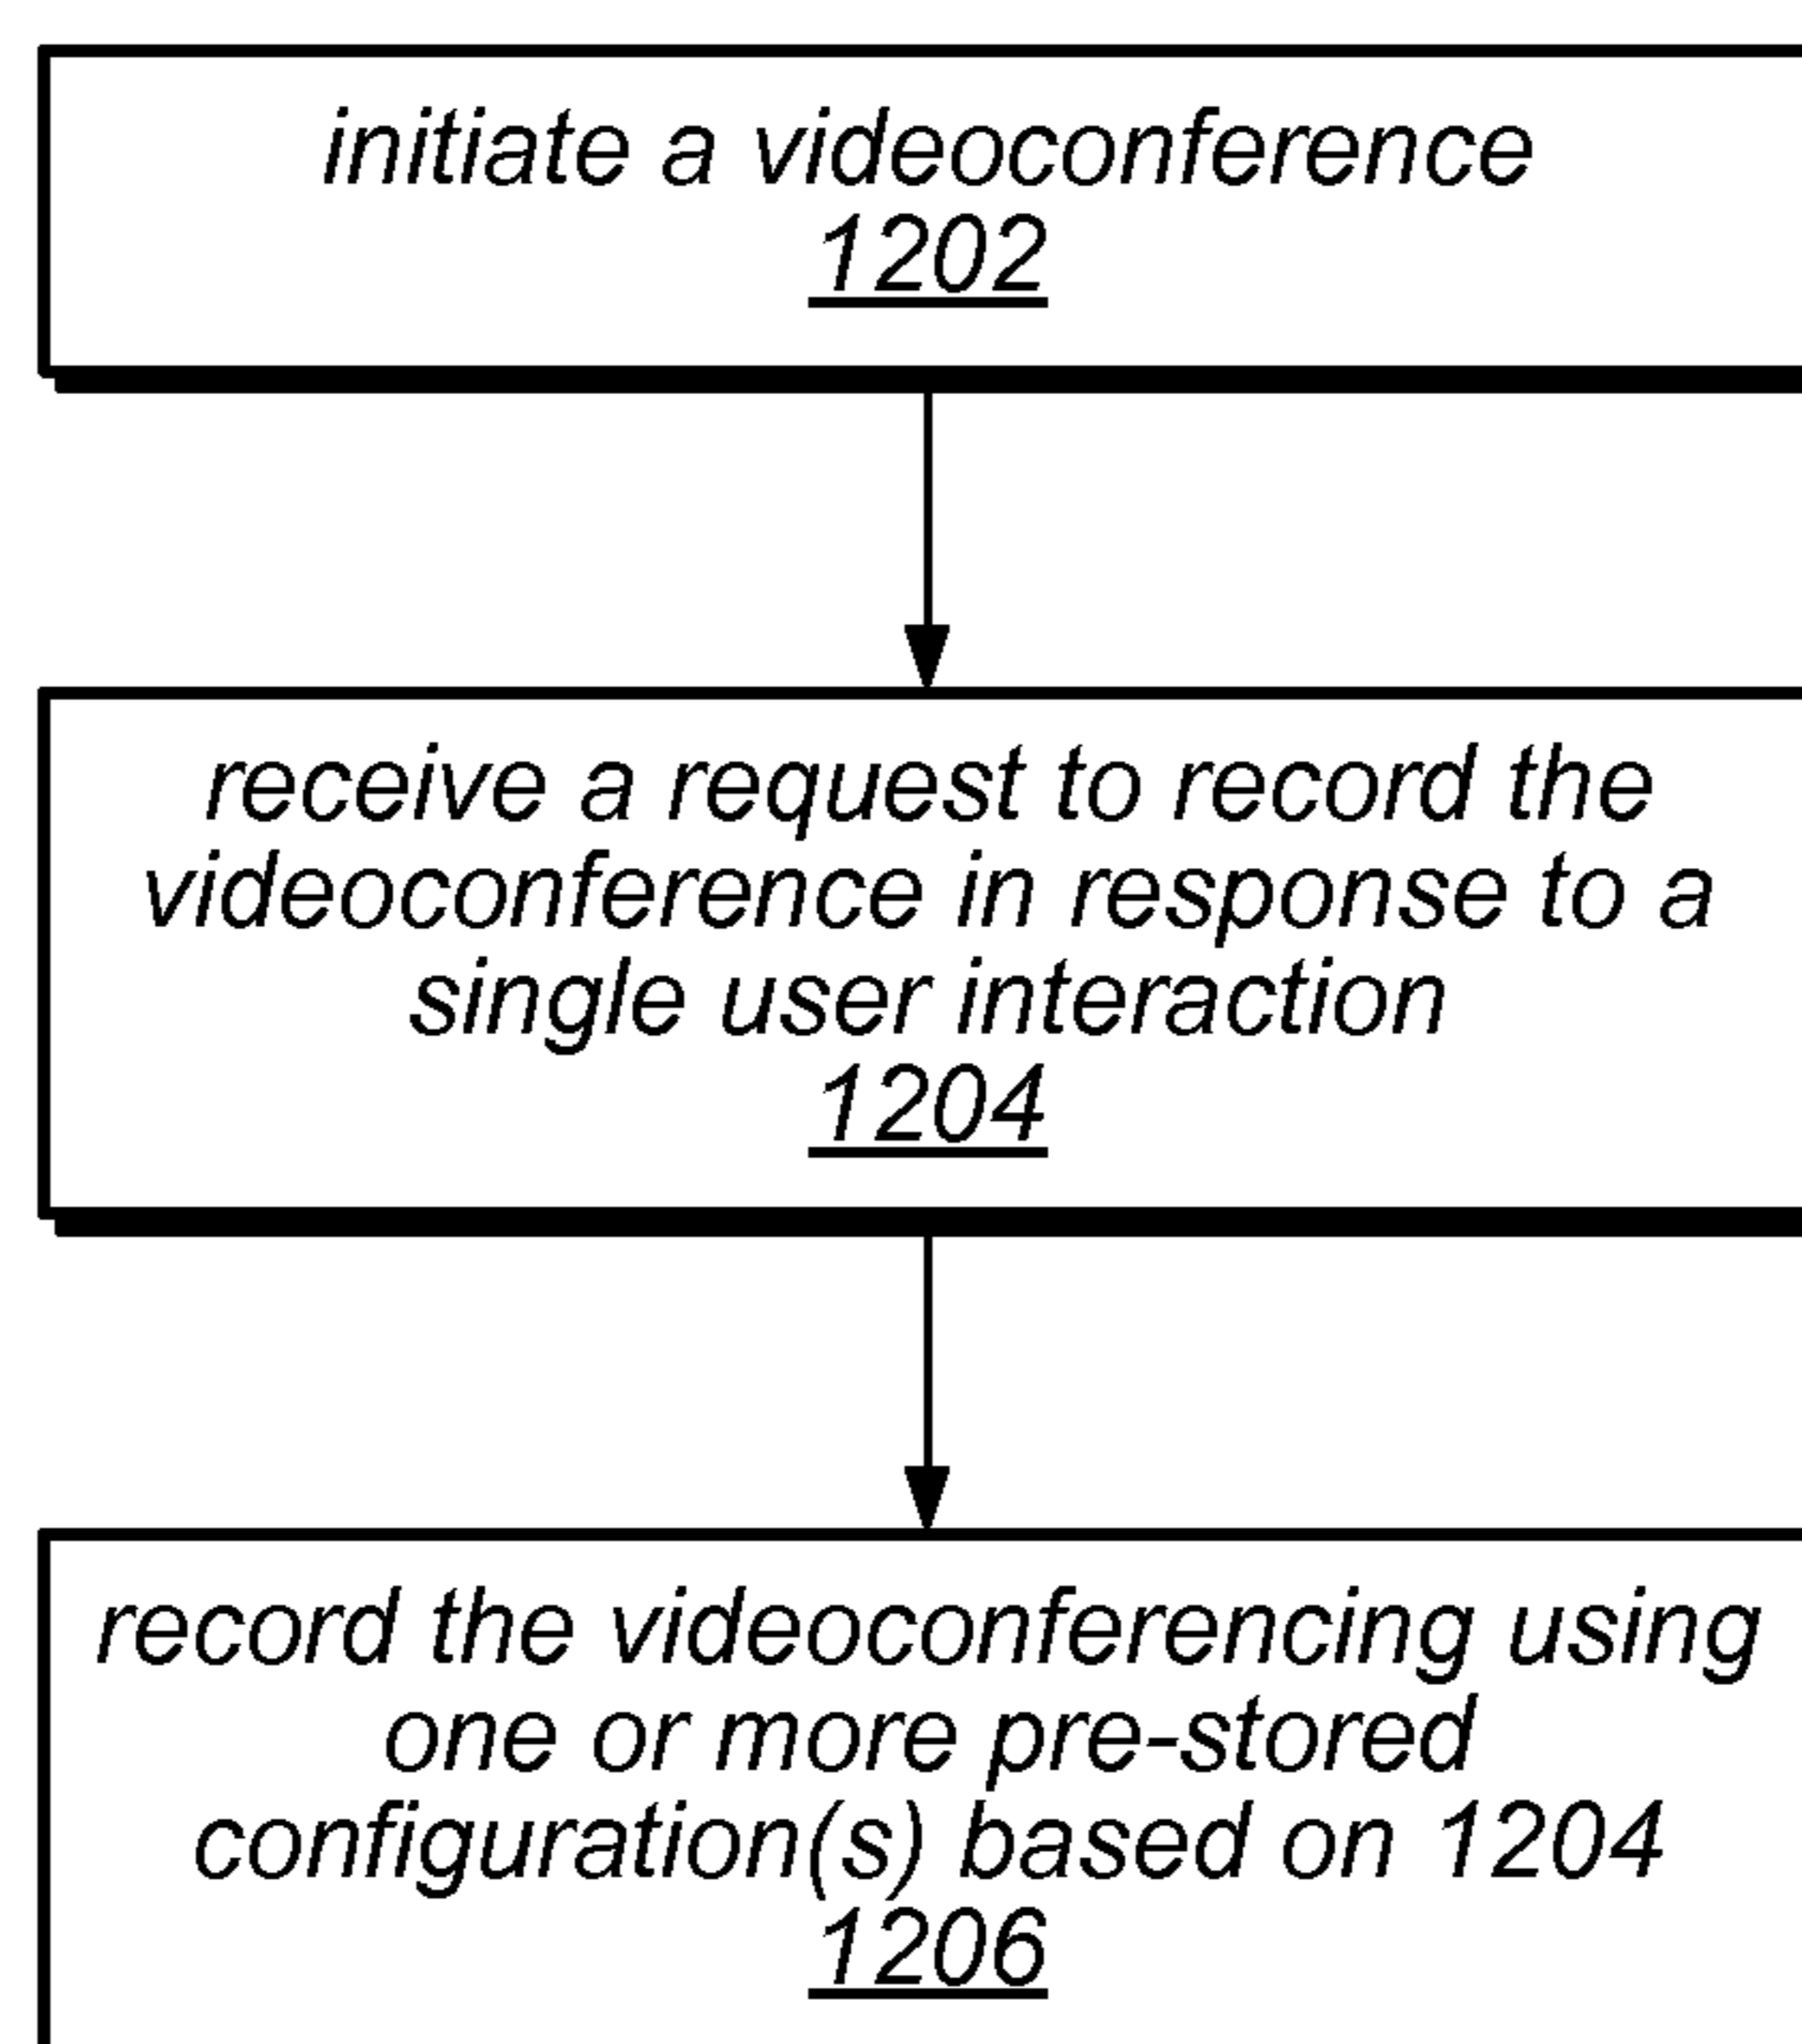 initiate a videoconference
1202
receive a request to record the
videoconference in response to a
single user interaction
1204
record the videoconferencing using
one or more pre-stored
configuration(s) based on 1204
1206